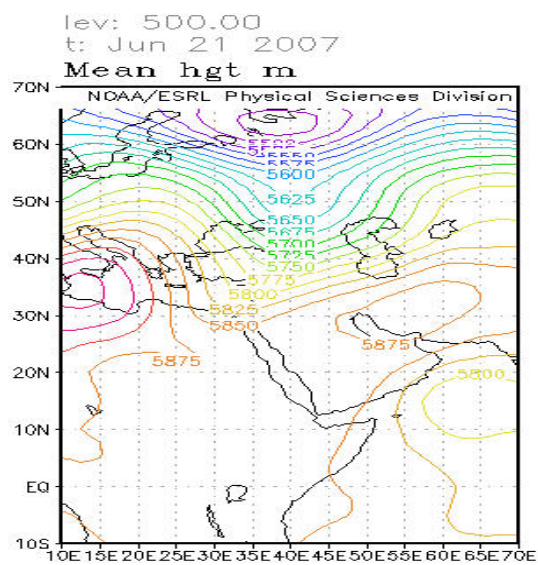 lev: 500.00
t: Jun 21 2007
Mean hgt m
70N
NOAA/ESRL Physical Sciences Division
60N
5575
5600
50N
5625
5650
5675
5700
5725
40N
5750
5775
5800
5825
30N
5850
5875
5875
20N
5800
10N
EQ
10S
10E 15E 20E 25E 30E 35E 40E 45E 50E 55E 60E 65E 70E